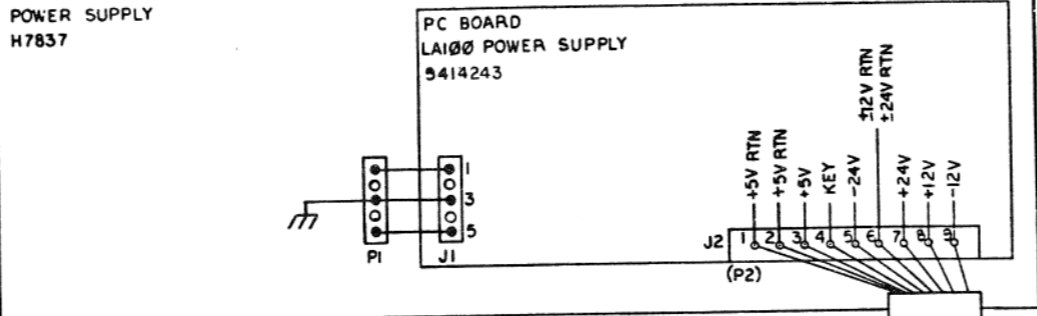 POWER SUPPLY
H7837
PC BOARD
LA1ØØ POWER SUPPLY
5414243
+5V RTN
+5V RTN
+5V
KEY
-24V
±12V RTN
±24V RTN
+24V
+12V
-12V
1
3
5
P1
J1
J2
1 2 3 4 5 6 7 8 9
(P2)